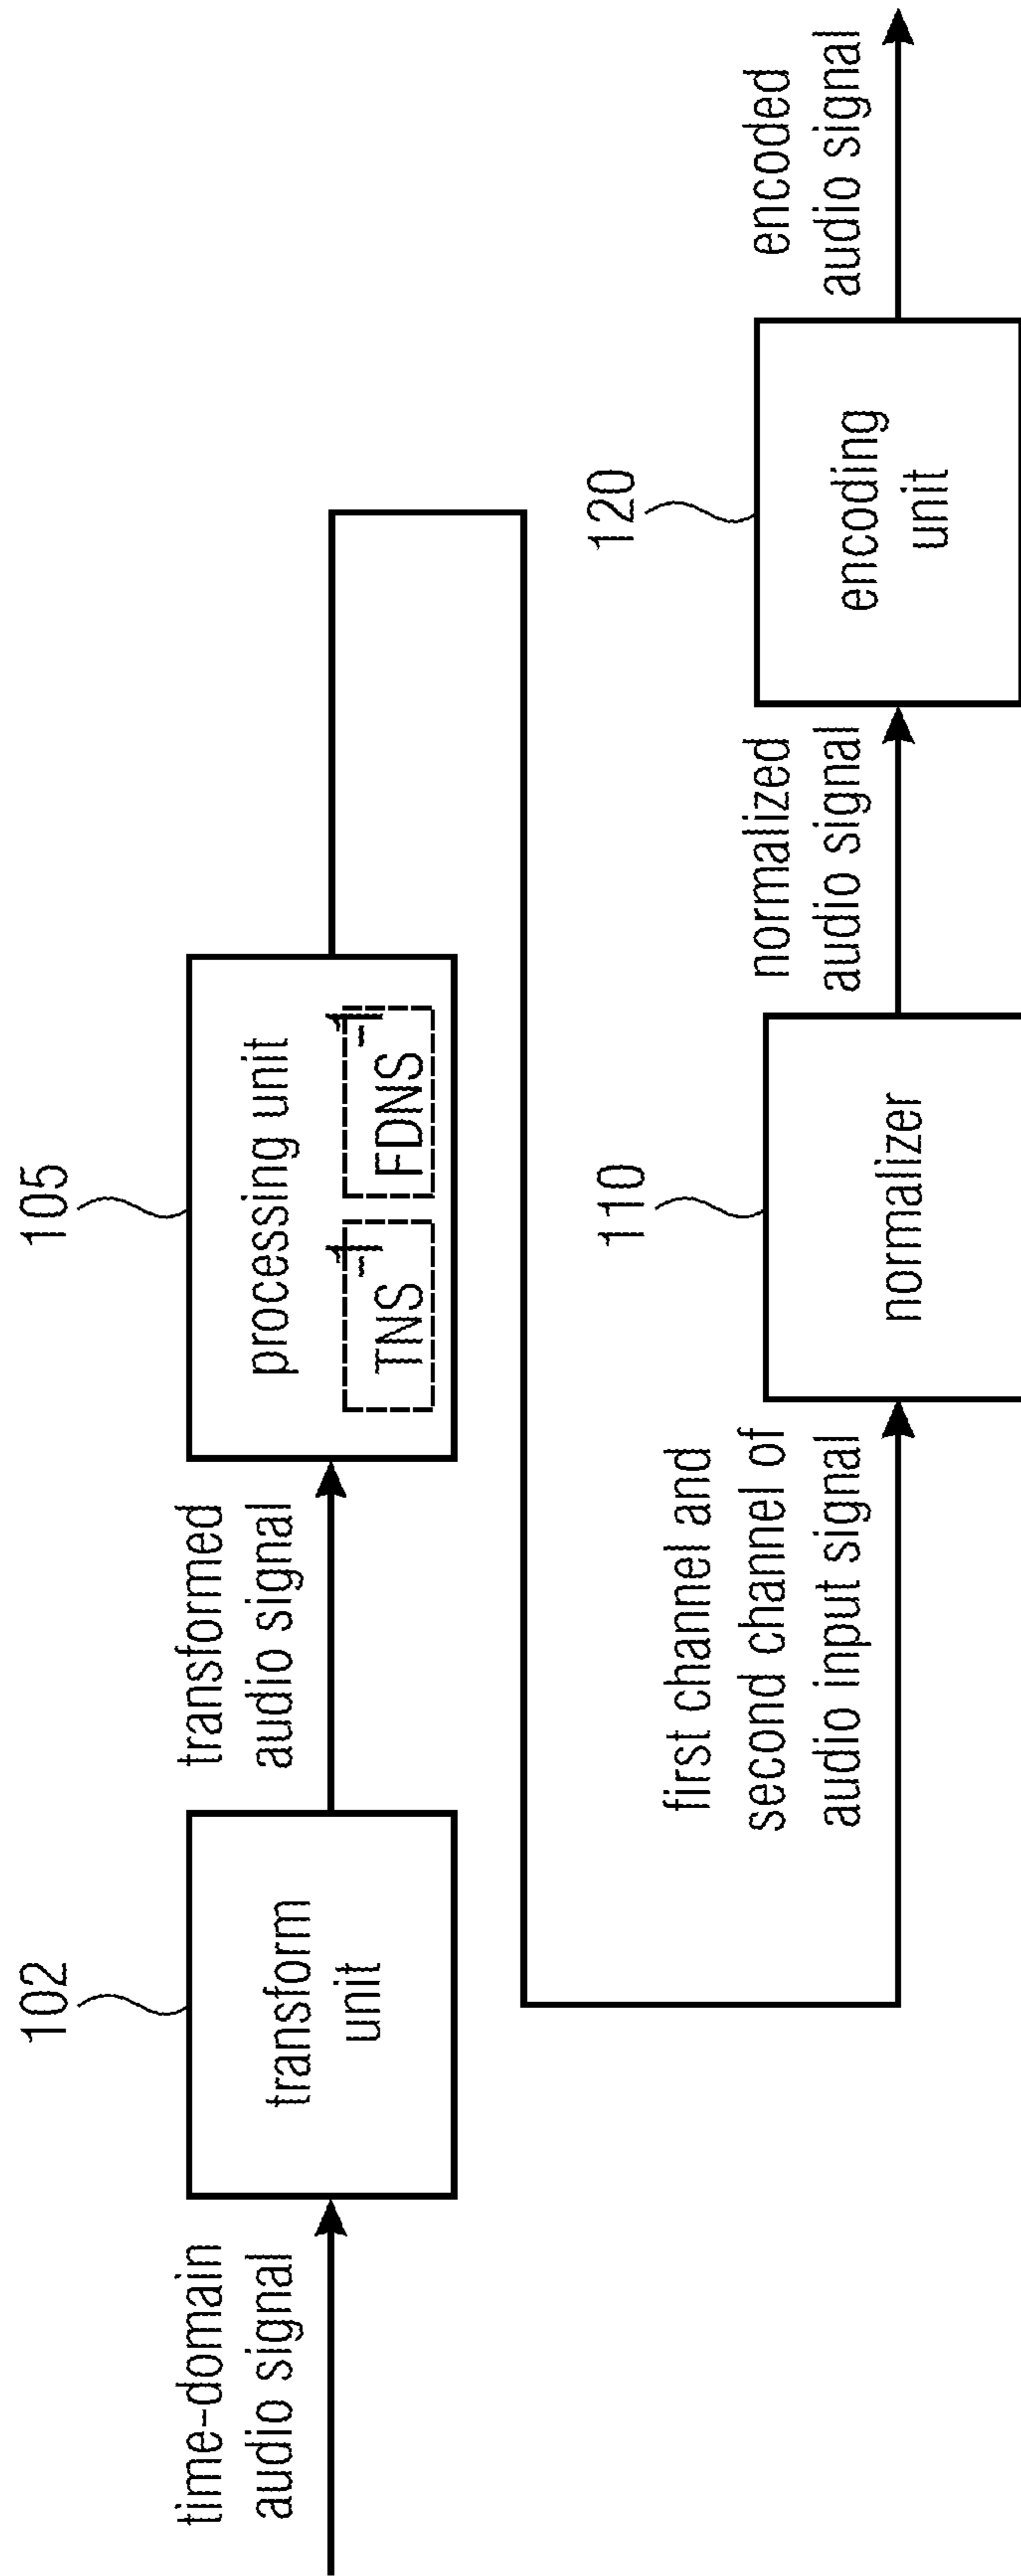 time-domain
audio signal
102
transform
unit
transformed
audio signal
105
processing unit
TNS⁻¹
FDNS⁻¹
first channel and
second channel of
audio input signal
110
normalizer
normalized
audio signal
120
encoding
unit
encoded
audio signal